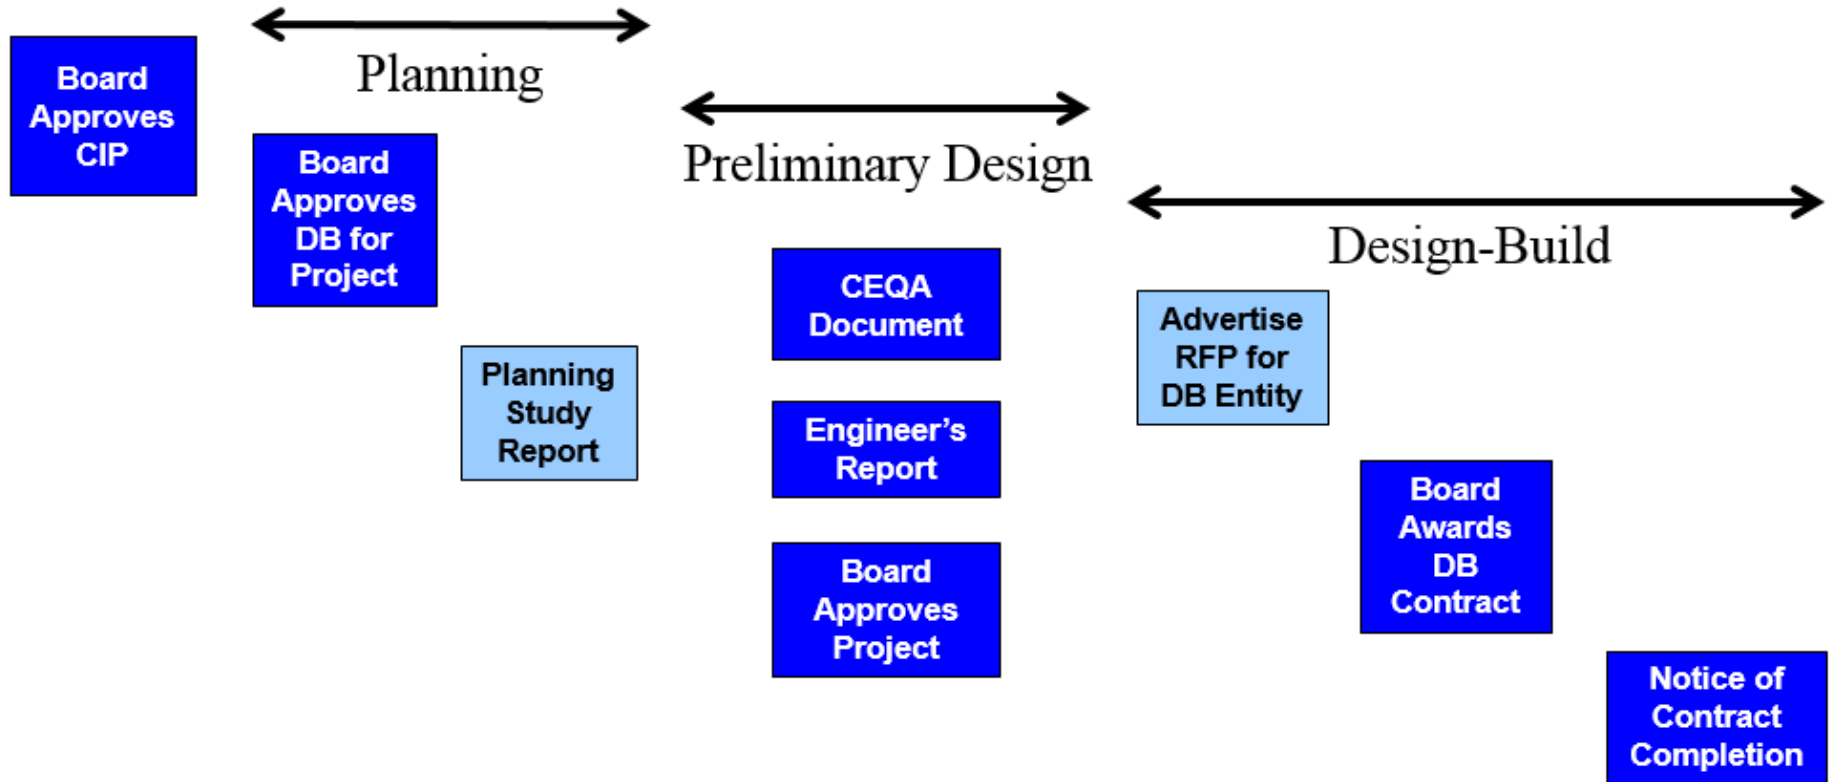 Board
Approves
CIP
Planning
Board
Approves
DB for
Project
Planning
Study
Report
Preliminary Design
CEQA
Document
Engineer’s
Report
Board
Approves
Project
Design-Build
Advertise
RFP for
DB Entity
Board
Awards
DB
Contract
Notice of
Contract
Completion